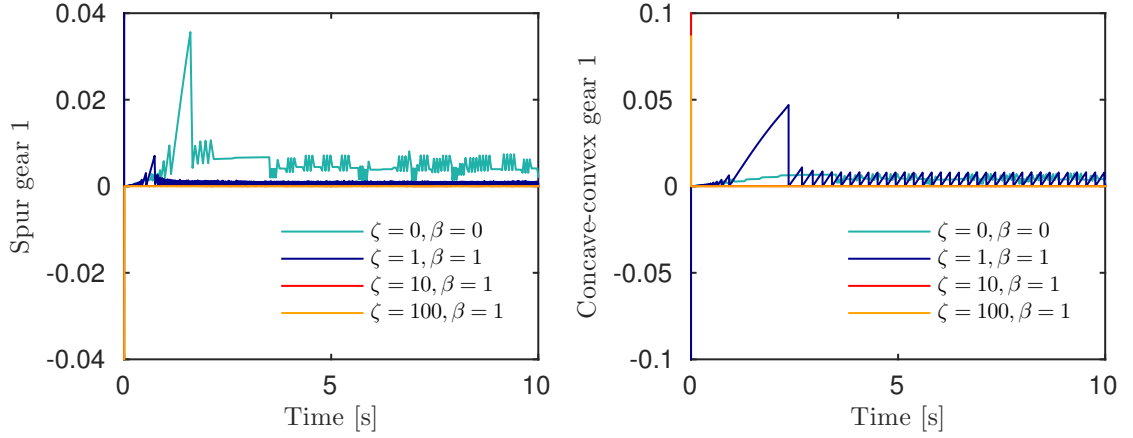 0.04
0.02
0
-0.02
-0.04
Spur gear 1
ζ = 0, β = 0
ζ = 1, β = 1
ζ = 10, β = 1
ζ = 100, β = 1
0
5
10
Time [s]
0.1
0.05
0
-0.05
-0.1
Concave-convex gear 1
ζ = 0, β = 0
ζ = 1, β = 1
ζ = 10, β = 1
ζ = 100, β = 1
0
5
10
Time [s]